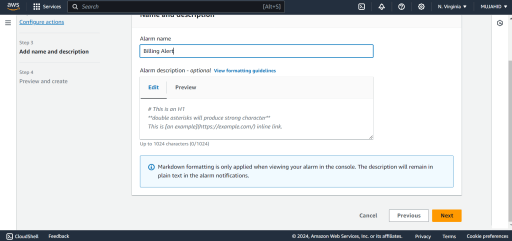 aws Services Search [Alt+S] N. Virginia MUJAHID
Configure actions
Name and description
Step 3
Add name and description
Step 4
Preview and create
Alarm name
Billing Alert
Alarm description - optional View formatting guidelines
Edit Preview
# This is an H1
**double asterisks will produce strong character**
This is [an example](https://example.com/) inline link.
Up to 1024 characters (0/1024)
Markdown formatting is only applied when viewing your alarm in the console. The description will remain in
plain text in the alarm notifications.
Cancel Previous Next
CloudShell Feedback © 2024, Amazon Web Services, Inc. or its affiliates. Privacy Terms Cookie preferences